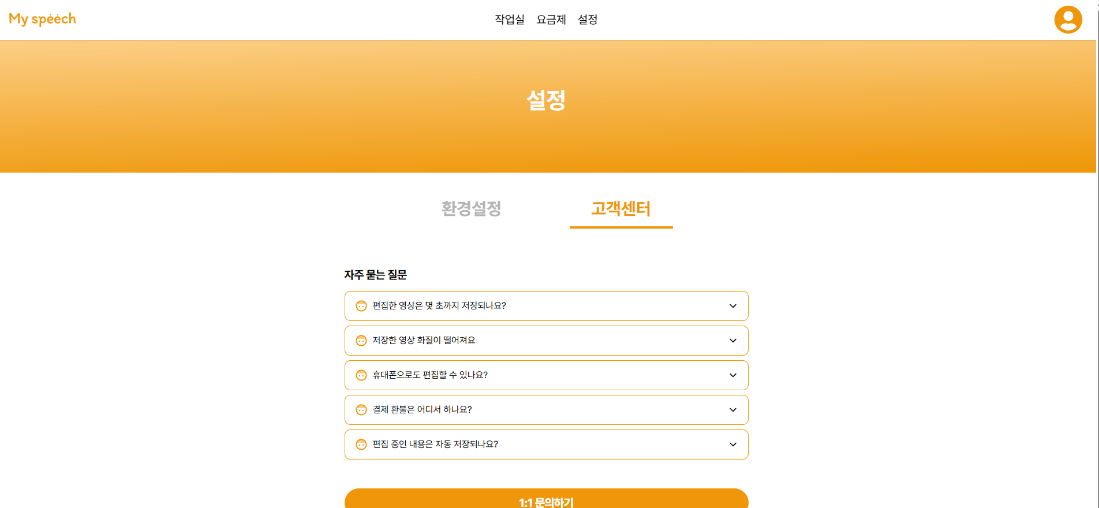 My speech
작업실 요금제 설정
설정
환경설정 고객센터
자주 묻는 질문
편집한 영상은 몇 초까지 저장되나요?
저장한 영상 화질이 떨어져요
휴대폰으로도 편집할 수 있나요?
결제 환불은 어디서 하나요?
편집 중인 내용은 자동 저장되나요?
1:1 문의하기